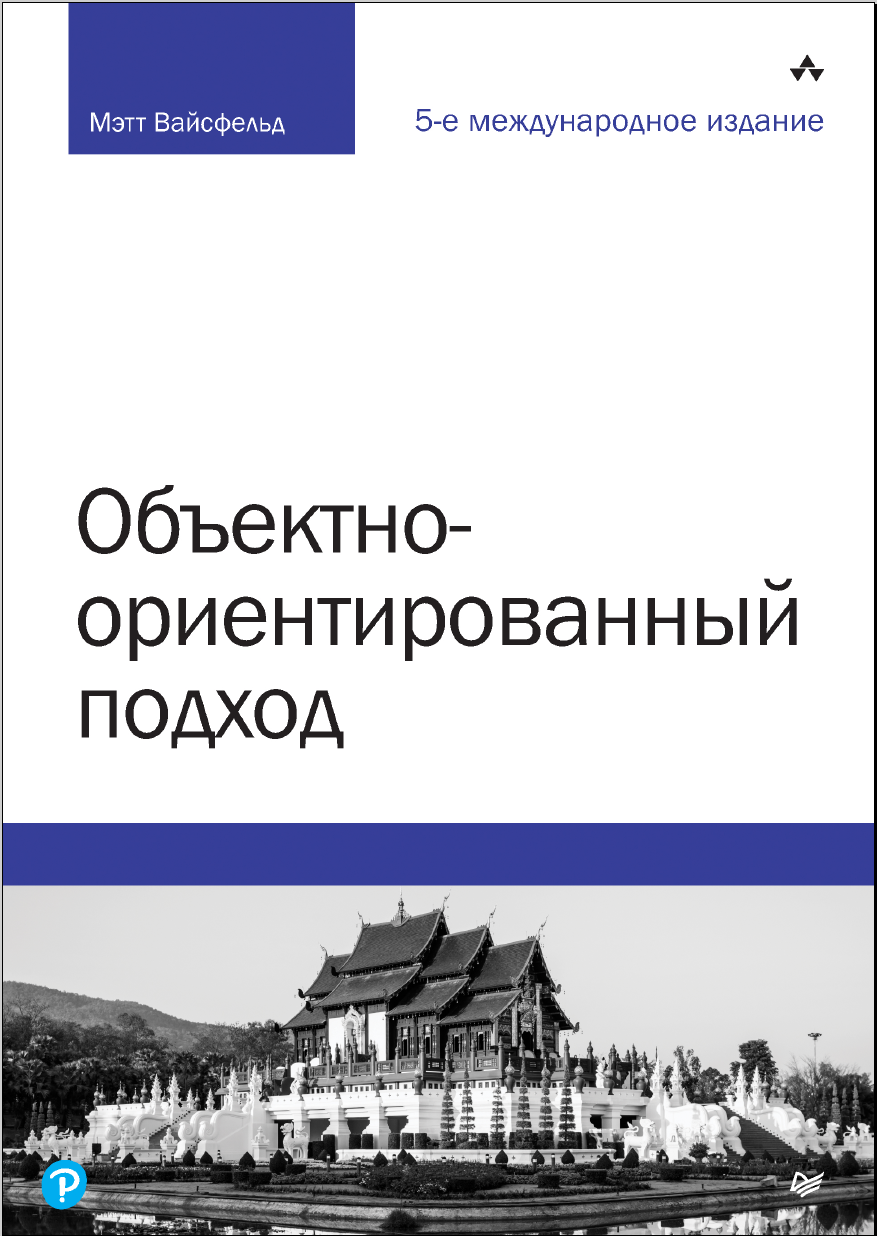 Мэтт Вайсфельд
5-е международное издание
Объектно-
ориентированный
подход